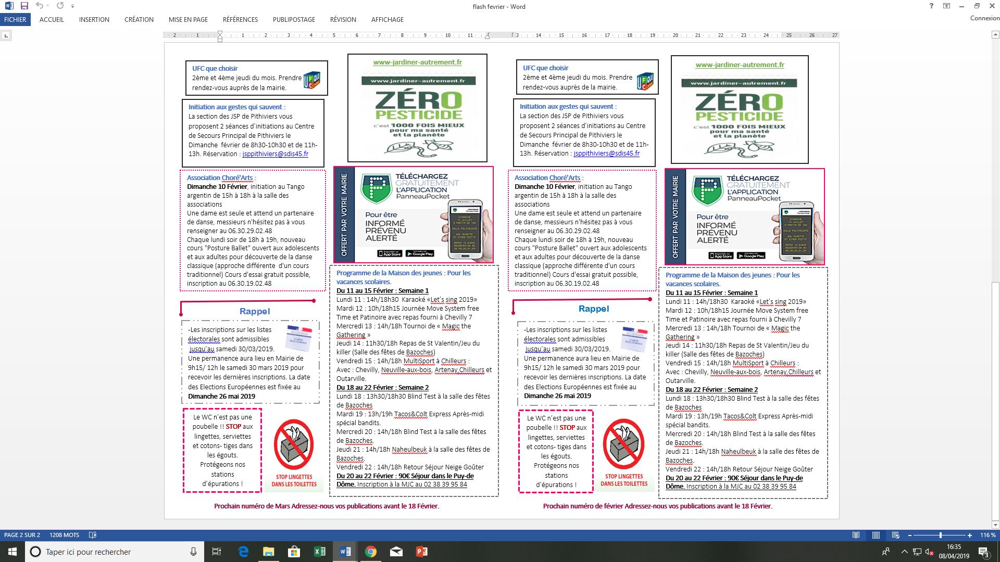 flash fevrier - Word
FICHIER ACCUEIL INSERTION CRÉATION MISE EN PAGE RÉFÉRENCES PUBLIPOSTAGE RÉVISION AFFICHAGE
Connexion
2 1 1 2 3 4 5 6 7 8 9 10 11 13 14 15 16 17 18 19 20 21 22 23 24 25 26 27
UFC que choisir
2ème et 4ème jeudi du mois. Prendre
rendez-vous auprès de la mairie.
UFC QUE CHOISIR
Initiation aux gestes qui sauvent :
La section des JSP de Pithiviers vous
proposent 2 séances d’initiations au Centre
de Secours Principal de Pithiviers le
Dimanche  février de 8h30-10h30 et de 11h-
13h. Réservation : jsppithiviers@sdis45.fr
Association Choré'Arts :
Dimanche 10 Février, initiation au Tango
argentin de 15h à 18h à la salle des
associations
Une dame est seule et attend un partenaire
de danse, messieurs n'hésitez pas à vous
renseigner au 06.30.29.02.48
Chaque lundi soir de 18h à 19h, nouveau
cours "Posture Ballet" ouvert aux adolescents
et aux adultes pour découverte de la danse
classique (approche différente  d'un cours
traditionnel) Cours d'essai gratuit possible,
inscription au 06.30.19.02.48
Rappel
-Les inscriptions sur les listes
électorales sont admissibles
jusqu’au samedi 30/03/2019.
Une permanence aura lieu en Mairie de
9h15/ 12h le samedi 30 mars 2019 pour
recevoir les dernières inscriptions. La date
des Elections Européennes est fixée au
Dimanche 26 mai 2019
CARTE
ÉLECTORALE
Le WC n’est pas une
poubelle !! STOP aux
lingettes, serviettes
et cotons- tiges dans
les égouts.
Protégeons nos
stations
d’épurations !
STOP LINGETTES
DANS LES TOILETTES
www-jardiner-autrement.fr
www.jardiner-autrement.fr
ZÉRO
PESTICIDE
c'est 1000 FOIS MIEUX
pour ma santé
et la planète
OFFERT PAR VOTRE MAIRIE
TÉLÉCHARGEZ
GRATUITEMENT
L'APPLICATION
PanneauPocket
Pour être
INFORMÉ
PRÉVENU
ALERTÉ
DIMANCHE
14 JUILLET
A PARTIR DE 16H
SALLE POLYVALENTE
BAL MUSETTE
ET DINER FESTIF
REPAS 10 EUROS
RESERVATION AU
App Store
Google Play
Programme de la Maison des jeunes : Pour les
vacances scolaires.
Du 11 au 15 Février : Semaine 1
Lundi 11 : 14h/18h30  Karaoké «Let’s sing 2019»
Mardi 12 : 10h/18h15 Journée Move System free
Time et Patinoire avec repas fourni à Chevilly 7
Mercredi 13 : 14h/18h Tournoi de « Magic the
Gathering »
Jeudi 14 : 11h30/18h Repas de St Valentin/Jeu du
killer (Salle des fêtes de Bazoches)
Vendredi 15 : 14h/18h MultiSport à Chilleurs :
Avec : Chevilly, Neuville-aux-bois, Artenay,Chilleurs et
Outarville.
Du 18 au 22 Février : Semaine 2
Lundi 18 : 13h30/18h30 Blind Test à la salle des fêtes
de Bazoches
Mardi 19 : 13h/19h Tacos&Colt Express Après-midi
spécial bandits.
Mercredi 20 : 14h/18h Blind Test à la salle des fêtes
de Bazoches.
Jeudi 21 : 14h/18h Naheulbeuk à la salle des fêtes de
Bazoches.
Vendredi 22 : 14h/18h Retour Séjour Neige Goûter
Du 20 au 22 Février : 90€ Séjour dans le Puy-de
Dôme. Inscription à la MJC au 02 38 39 95 84
Prochain numéro de Mars Adressez-nous vos publications avant le 18 Février.
UFC que choisir
2ème et 4ème jeudi du mois. Prendre
rendez-vous auprès de la mairie.
UFC QUE CHOISIR
Initiation aux gestes qui sauvent :
La section des JSP de Pithiviers vous
proposent 2 séances d’initiations au Centre
de Secours Principal de Pithiviers le
Dimanche  février de 8h30-10h30 et de 11h-
13h. Réservation : jsppithiviers@sdis45.fr
Association Choré'Arts :
Dimanche 10 Février, initiation au Tango
argentin de 15h à 18h à la salle des
associations
Une dame est seule et attend un partenaire
de danse, messieurs n'hésitez pas à vous
renseigner au 06.30.29.02.48
Chaque lundi soir de 18h à 19h, nouveau
cours "Posture Ballet" ouvert aux adolescents
et aux adultes pour découverte de la danse
classique (approche différente  d'un cours
traditionnel) Cours d'essai gratuit possible,
inscription au 06.30.19.02.48
Rappel
-Les inscriptions sur les listes
électorales sont admissibles
jusqu’au samedi 30/03/2019.
Une permanence aura lieu en Mairie de
9h15/ 12h le samedi 30 mars 2019 pour
recevoir les dernières inscriptions. La date
des Elections Européennes est fixée au
Dimanche 26 mai 2019
CARTE
ÉLECTORALE
Le WC n’est pas une
poubelle !! STOP aux
lingettes, serviettes
et cotons- tiges dans
les égouts.
Protégeons nos
stations
d’épurations !
STOP LINGETTES
DANS LES TOILETTES
www-jardiner-autrement.fr
www.jardiner-autrement.fr
ZÉRO
PESTICIDE
c'est 1000 FOIS MIEUX
pour ma santé
et la planète
OFFERT PAR VOTRE MAIRIE
TÉLÉCHARGEZ
GRATUITEMENT
L'APPLICATION
PanneauPocket
Pour être
INFORMÉ
PRÉVENU
ALERTÉ
DIMANCHE
14 JUILLET
A PARTIR DE 16H
SALLE POLYVALENTE
BAL MUSETTE
ET DINER FESTIF
REPAS 10 EUROS
RESERVATION AU
App Store
Google Play
Programme de la Maison des jeunes : Pour les
vacances scolaires.
Du 11 au 15 Février : Semaine 1
Lundi 11 : 14h/18h30  Karaoké «Let’s sing 2019»
Mardi 12 : 10h/18h15 Journée Move System free
Time et Patinoire avec repas fourni à Chevilly 7
Mercredi 13 : 14h/18h Tournoi de « Magic the
Gathering »
Jeudi 14 : 11h30/18h Repas de St Valentin/Jeu du
killer (Salle des fêtes de Bazoches)
Vendredi 15 : 14h/18h MultiSport à Chilleurs :
Avec : Chevilly, Neuville-aux-bois, Artenay,Chilleurs et
Outarville.
Du 18 au 22 Février : Semaine 2
Lundi 18 : 13h30/18h30 Blind Test à la salle des fêtes
de Bazoches
Mardi 19 : 13h/19h Tacos&Colt Express Après-midi
spécial bandits.
Mercredi 20 : 14h/18h Blind Test à la salle des fêtes
de Bazoches.
Jeudi 21 : 14h/18h Naheulbeuk à la salle des fêtes de
Bazoches.
Vendredi 22 : 14h/18h Retour Séjour Neige Goûter
Du 20 au 22 Février : 90€ Séjour dans le Puy-de
Dôme. Inscription à la MJC au 02 38 39 95 84
Prochain numéro de février Adressez-nous vos publications avant le 18 Février.
PAGE 2 SUR 2 1208 MOTS 116 %
Taper ici pour rechercher
16:35
08/04/2019
3